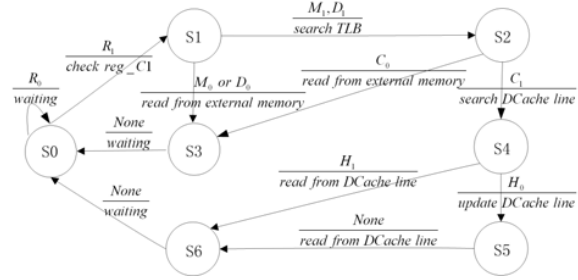 M₁, D₁
search TLB
S1
S2
R₁
check reg_C1
R₀
waiting
M₀ or D₀
read from external memory
C₀
read from external memory
C₁
search DCache line
None
waiting
S0
S3
S4
H₁
read from DCache line
H₀
update DCache line
None
waiting
None
read from DCache line
S6
S5